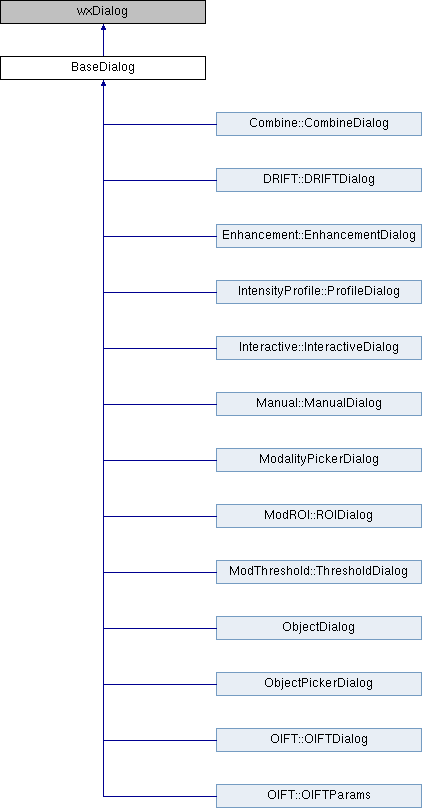 wxDialog
BaseDialog
Combine::CombineDialog
DRIFT::DRIFTDialog
Enhancement::EnhancementDialog
IntensityProfile::ProfileDialog
Interactive::InteractiveDialog
Manual::ManualDialog
ModalityPickerDialog
ModROI::ROIDialog
ModThreshold::ThresholdDialog
ObjectDialog
ObjectPickerDialog
OIFT::OIFTDialog
OIFT::OIFTParams